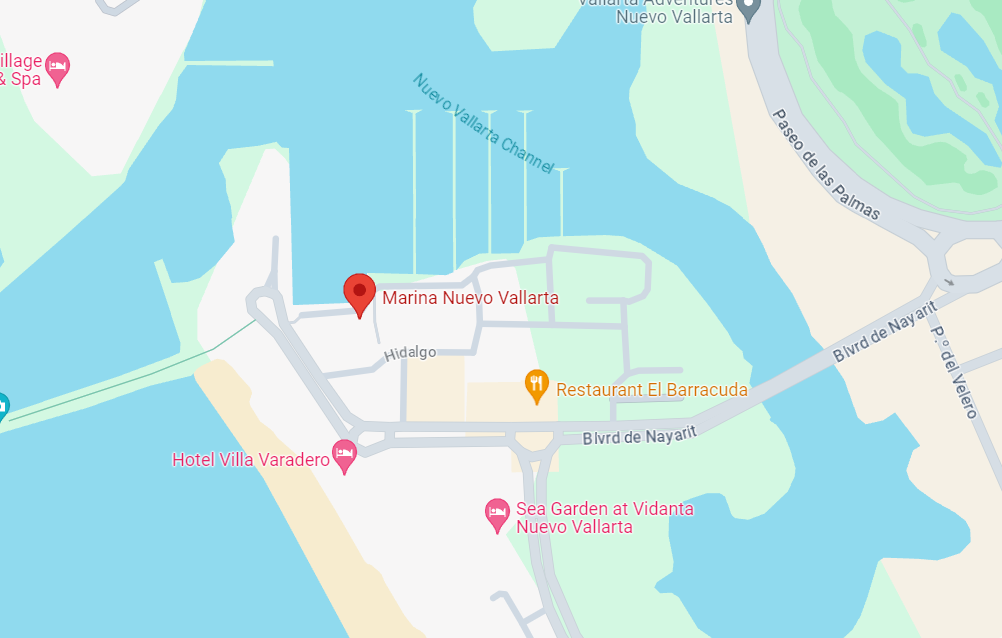 Vallarta Adventures
Nuevo Vallarta
illage
& Spa
Nuevo Vallarta Channel
Paseo de las Palmas
Marina Nuevo Vallarta
Blvrd de Nayarit
P.º del Velero
Hidalgo
Restaurant El Barracuda
Blvrd de Nayarit
Hotel Villa Varadero
Sea Garden at Vidanta
Nuevo Vallarta